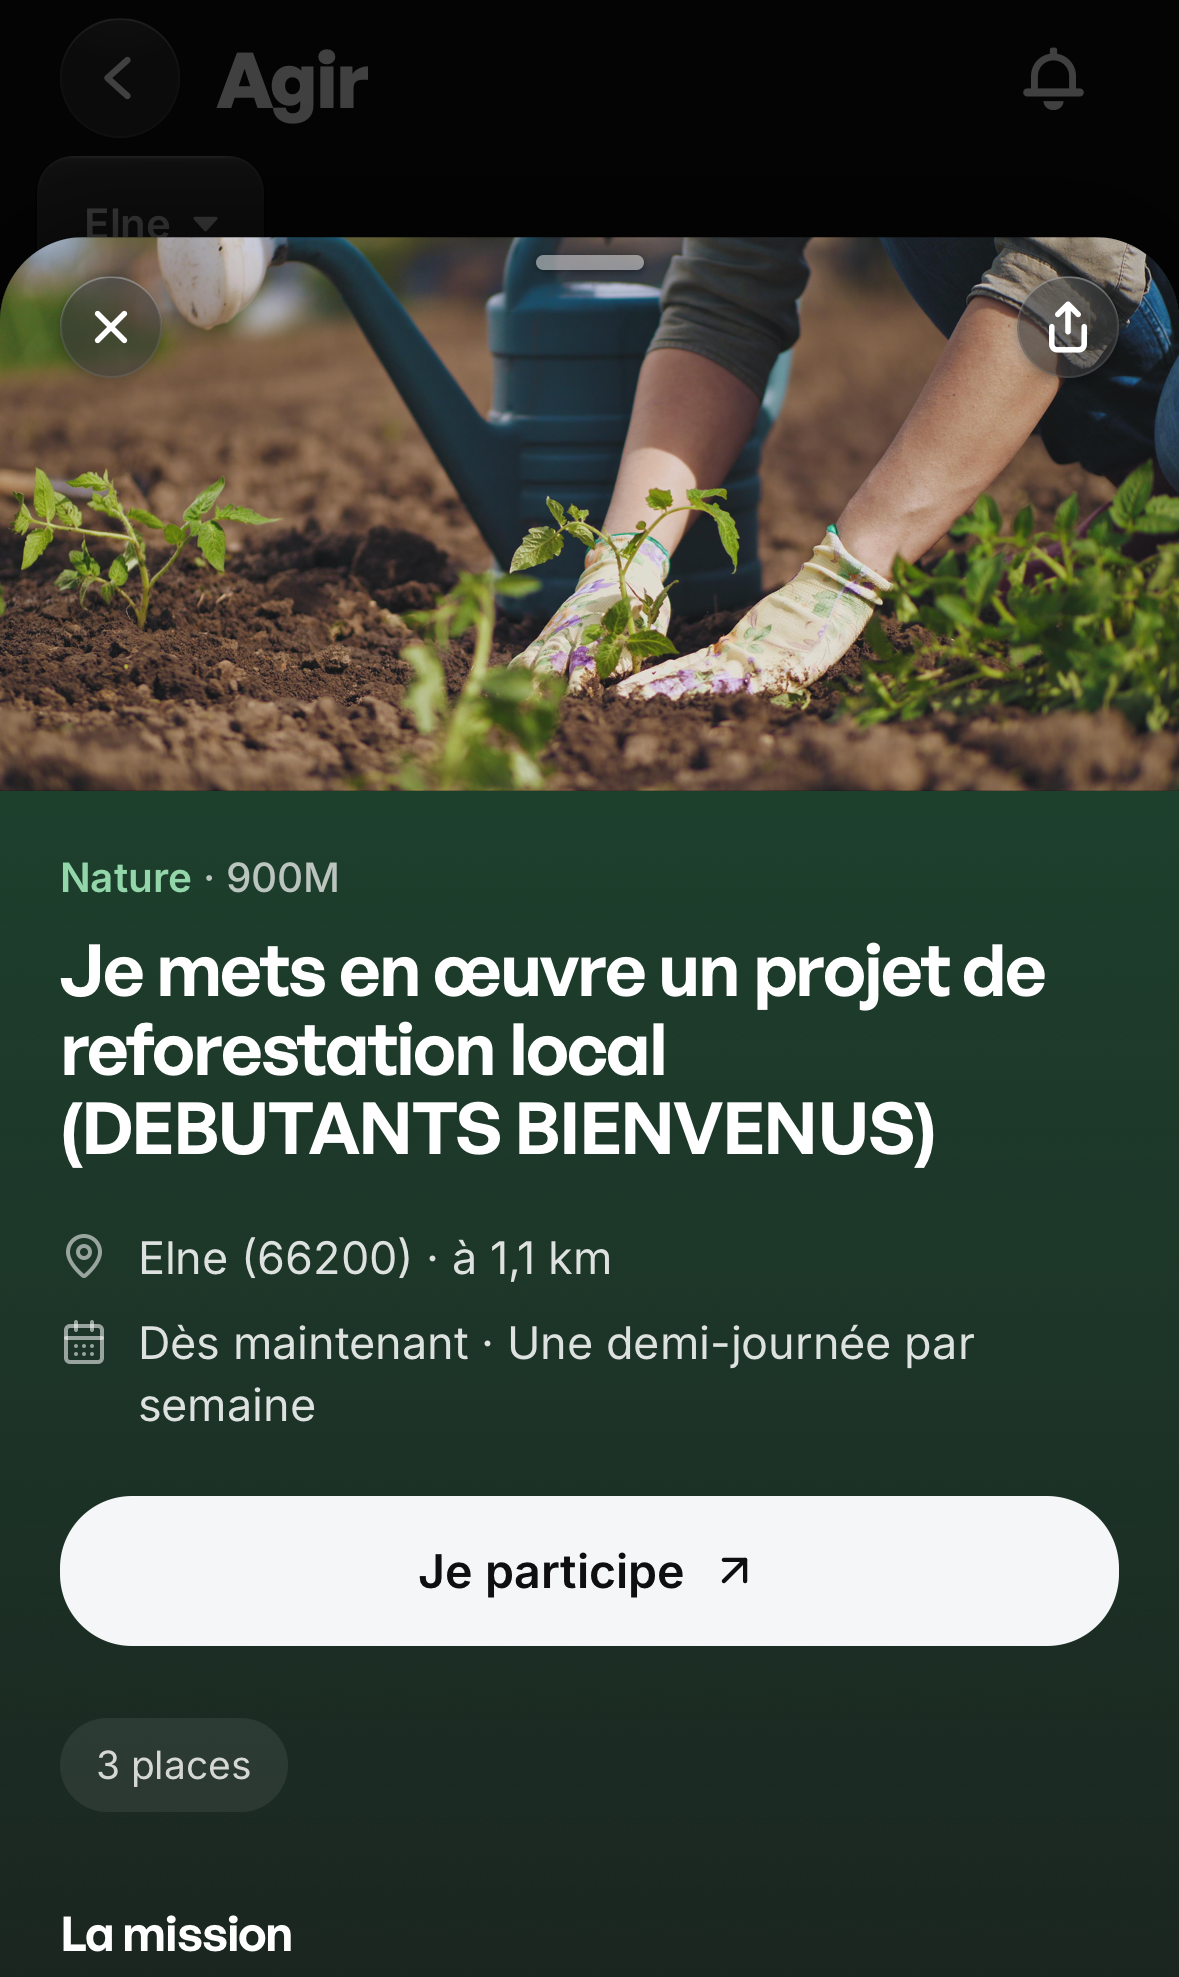 Agir
Elne
Nature · 900M
Je mets en œuvre un projet de
reforestation local
(DEBUTANTS BIENVENUS)
Elne (66200) · à 1,1 km
Dès maintenant · Une demi-journée par
semaine
Je participe
3 places
La mission